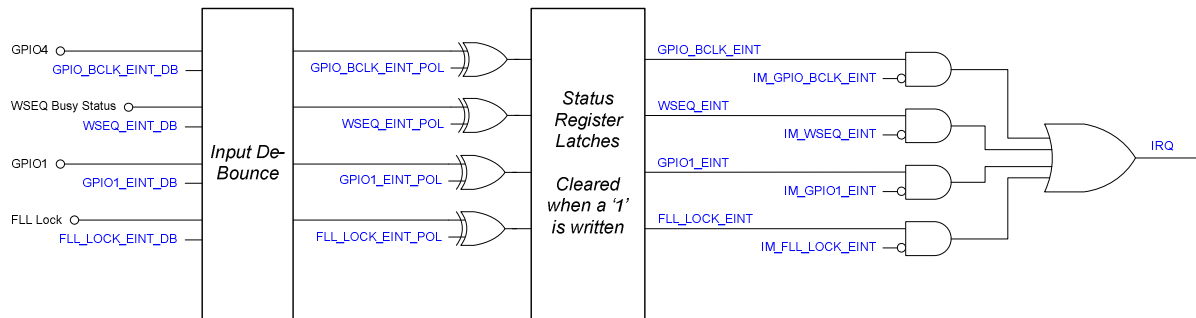 GPIO4
GPIO_BCLK_EINT_DB
WSEQ Busy Status
WSEQ_EINT_DB
GPIO1
GPIO1_EINT_DB
FLL Lock
FLL_LOCK_EINT_DB
Input De-
Bounce
GPIO_BCLK_EINT_POL
WSEQ_EINT_POL
GPIO1_EINT_POL
FLL_LOCK_EINT_POL
Status
Register
Latches
Cleared
when a ‘1’
is written
GPIO_BCLK_EINT
IM_GPIO_BCLK_EINT
WSEQ_EINT
IM_WSEQ_EINT
GPIO1_EINT
IM_GPIO1_EINT
FLL_LOCK_EINT
IM_FLL_LOCK_EINT
IRQ